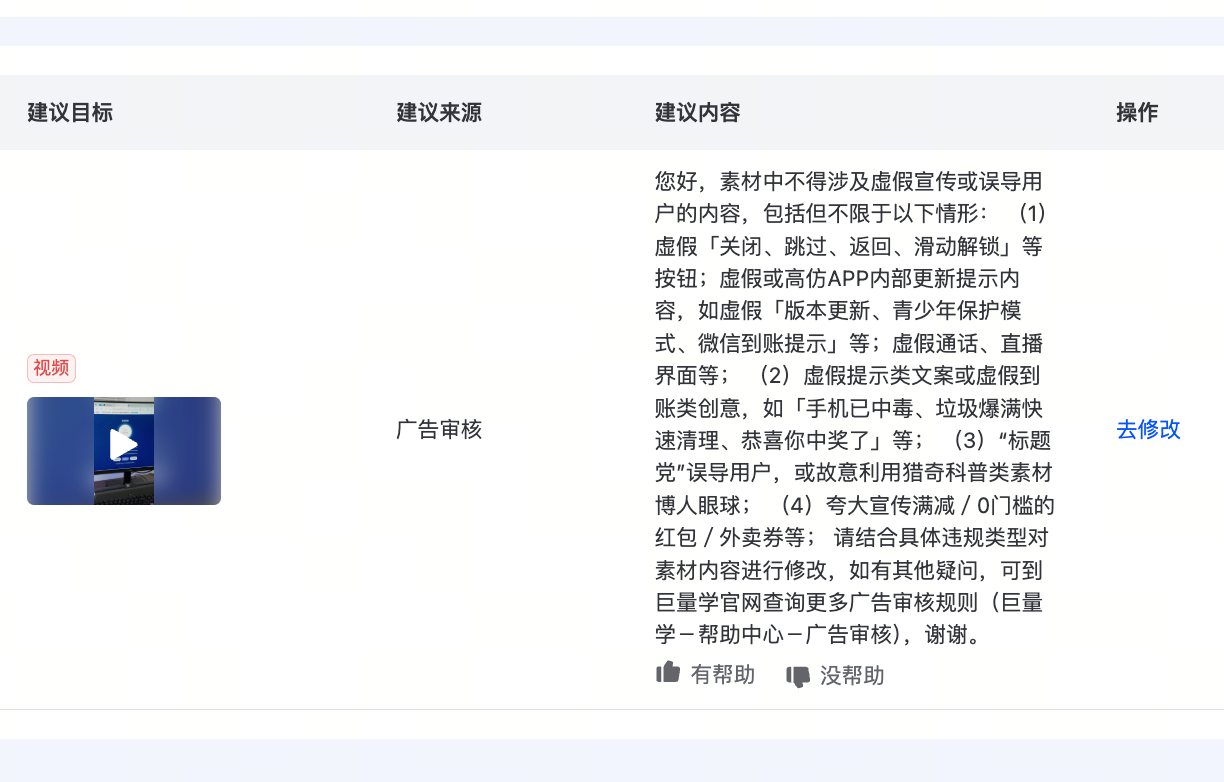 建议目标
建议来源
建议内容
操作
视频
广告审核
您好，素材中不得涉及虚假宣传或误导用
户的内容，包括但不限于以下情形： （1）
虚假「关闭、跳过、返回、滑动解锁」等
按钮；虚假或高仿APP内部更新提示内
容，如虚假「版本更新、青少年保护模
式、微信到账提示」等；虚假通话、直播
界面等； （2）虚假提示类文案或虚假到
账类创意，如「手机已中毒、垃圾爆满快
速清理、恭喜你中奖了」等； （3）“标题
党”误导用户，或故意利用猎奇科普类素材
博人眼球； （4）夸大宣传满减 / 0门槛的
红包 / 外卖券等； 请结合具体违规类型对
素材内容进行修改，如有其他疑问，可到
巨量学官网查询更多广告审核规则（巨量
学－帮助中心－广告审核），谢谢。
有帮助
没帮助
去修改